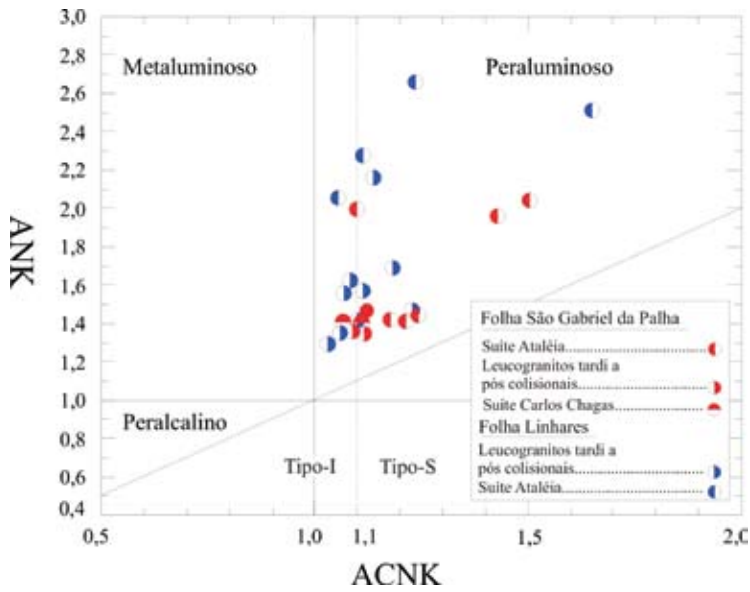 3,0
2,8
2,6
2,4
2,2
2,0
1,8
1,6
1,4
1,2
1,0
0,8
0,6
0,4
ANK
Metaluminoso
Peraluminoso
Peralcalino
Tipo-I
Tipo-S
Folha São Gabriel da Palha
Suíte Ataléia
Leucogranitos tardi a
pós colisionais
Suíte Carlos Chagas
Folha Linhares
Leucogranitos tardi a
pós colisionais
Suíte Ataléia
0,5
1,0
1,1
1,5
2,0
ACNK